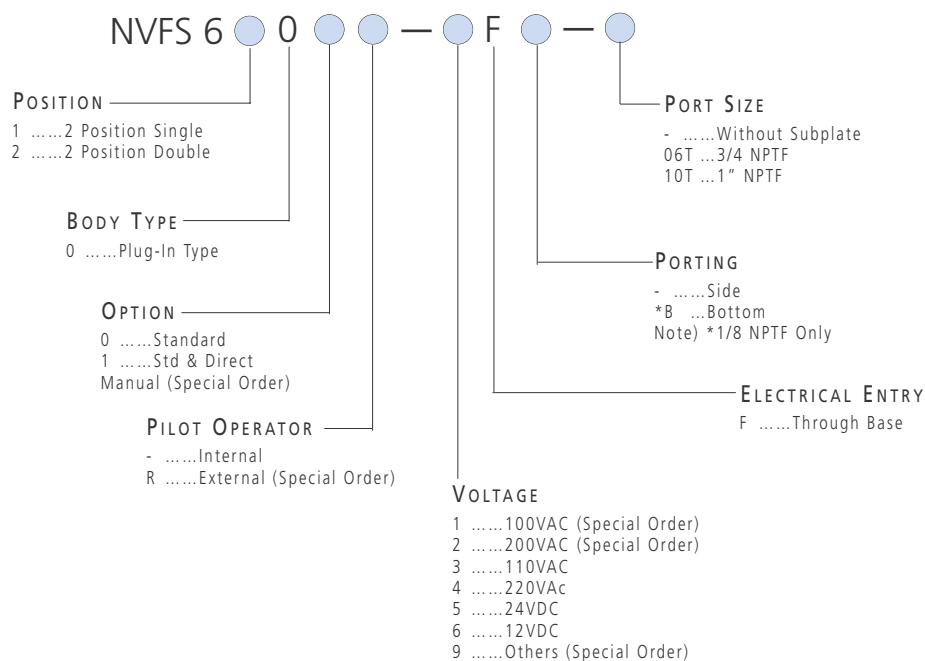 NVFS 6 0 – F –
POSITION
1 ......2 Position Single
2 ......2 Position Double
BODY TYPE
0 ......Plug-In Type
OPTION
0 ......Standard
1 ......Std & Direct
Manual (Special Order)
PILOT OPERATOR
- ......Internal
R ......External (Special Order)
VOLTAGE
1 ......100VAC (Special Order)
2 ......200VAC (Special Order)
3 ......110VAC
4 ......220VAc
5 ......24VDC
6 ......12VDC
9 ......Others (Special Order)
ELECTRICAL ENTRY
F ......Through Base
PORTING
- ......Side
*B ...Bottom
Note) *1/8 NPTF Only
PORT SIZE
- ......Without Subplate
06T ...3/4 NPTF
10T ...1” NPTF